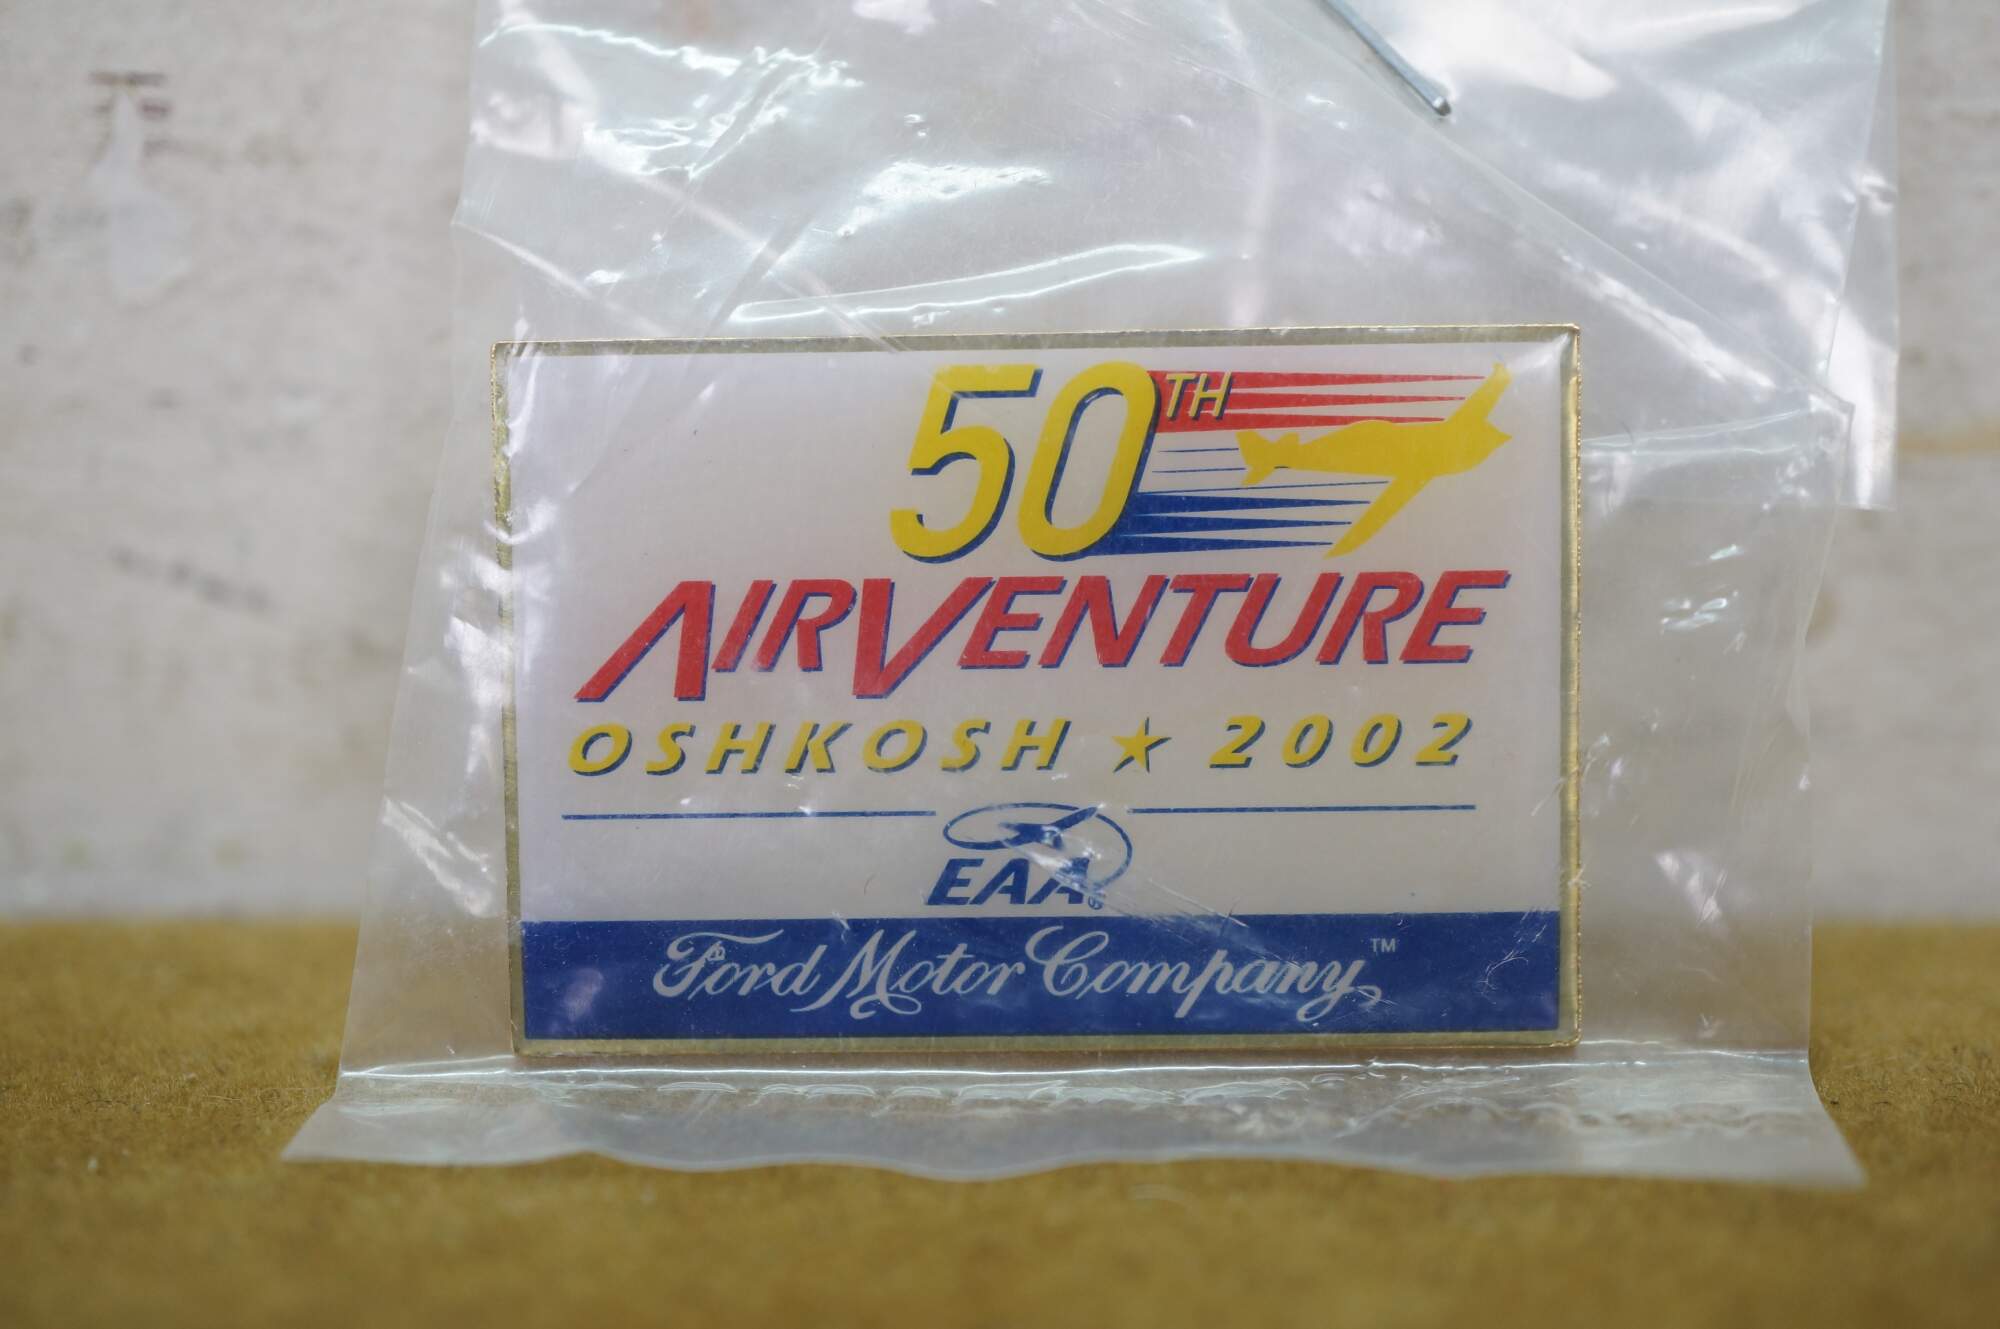 50TH
AIRVENTURE
OSHKOSH ★ 2002
EAA®
Ford Motor Company™